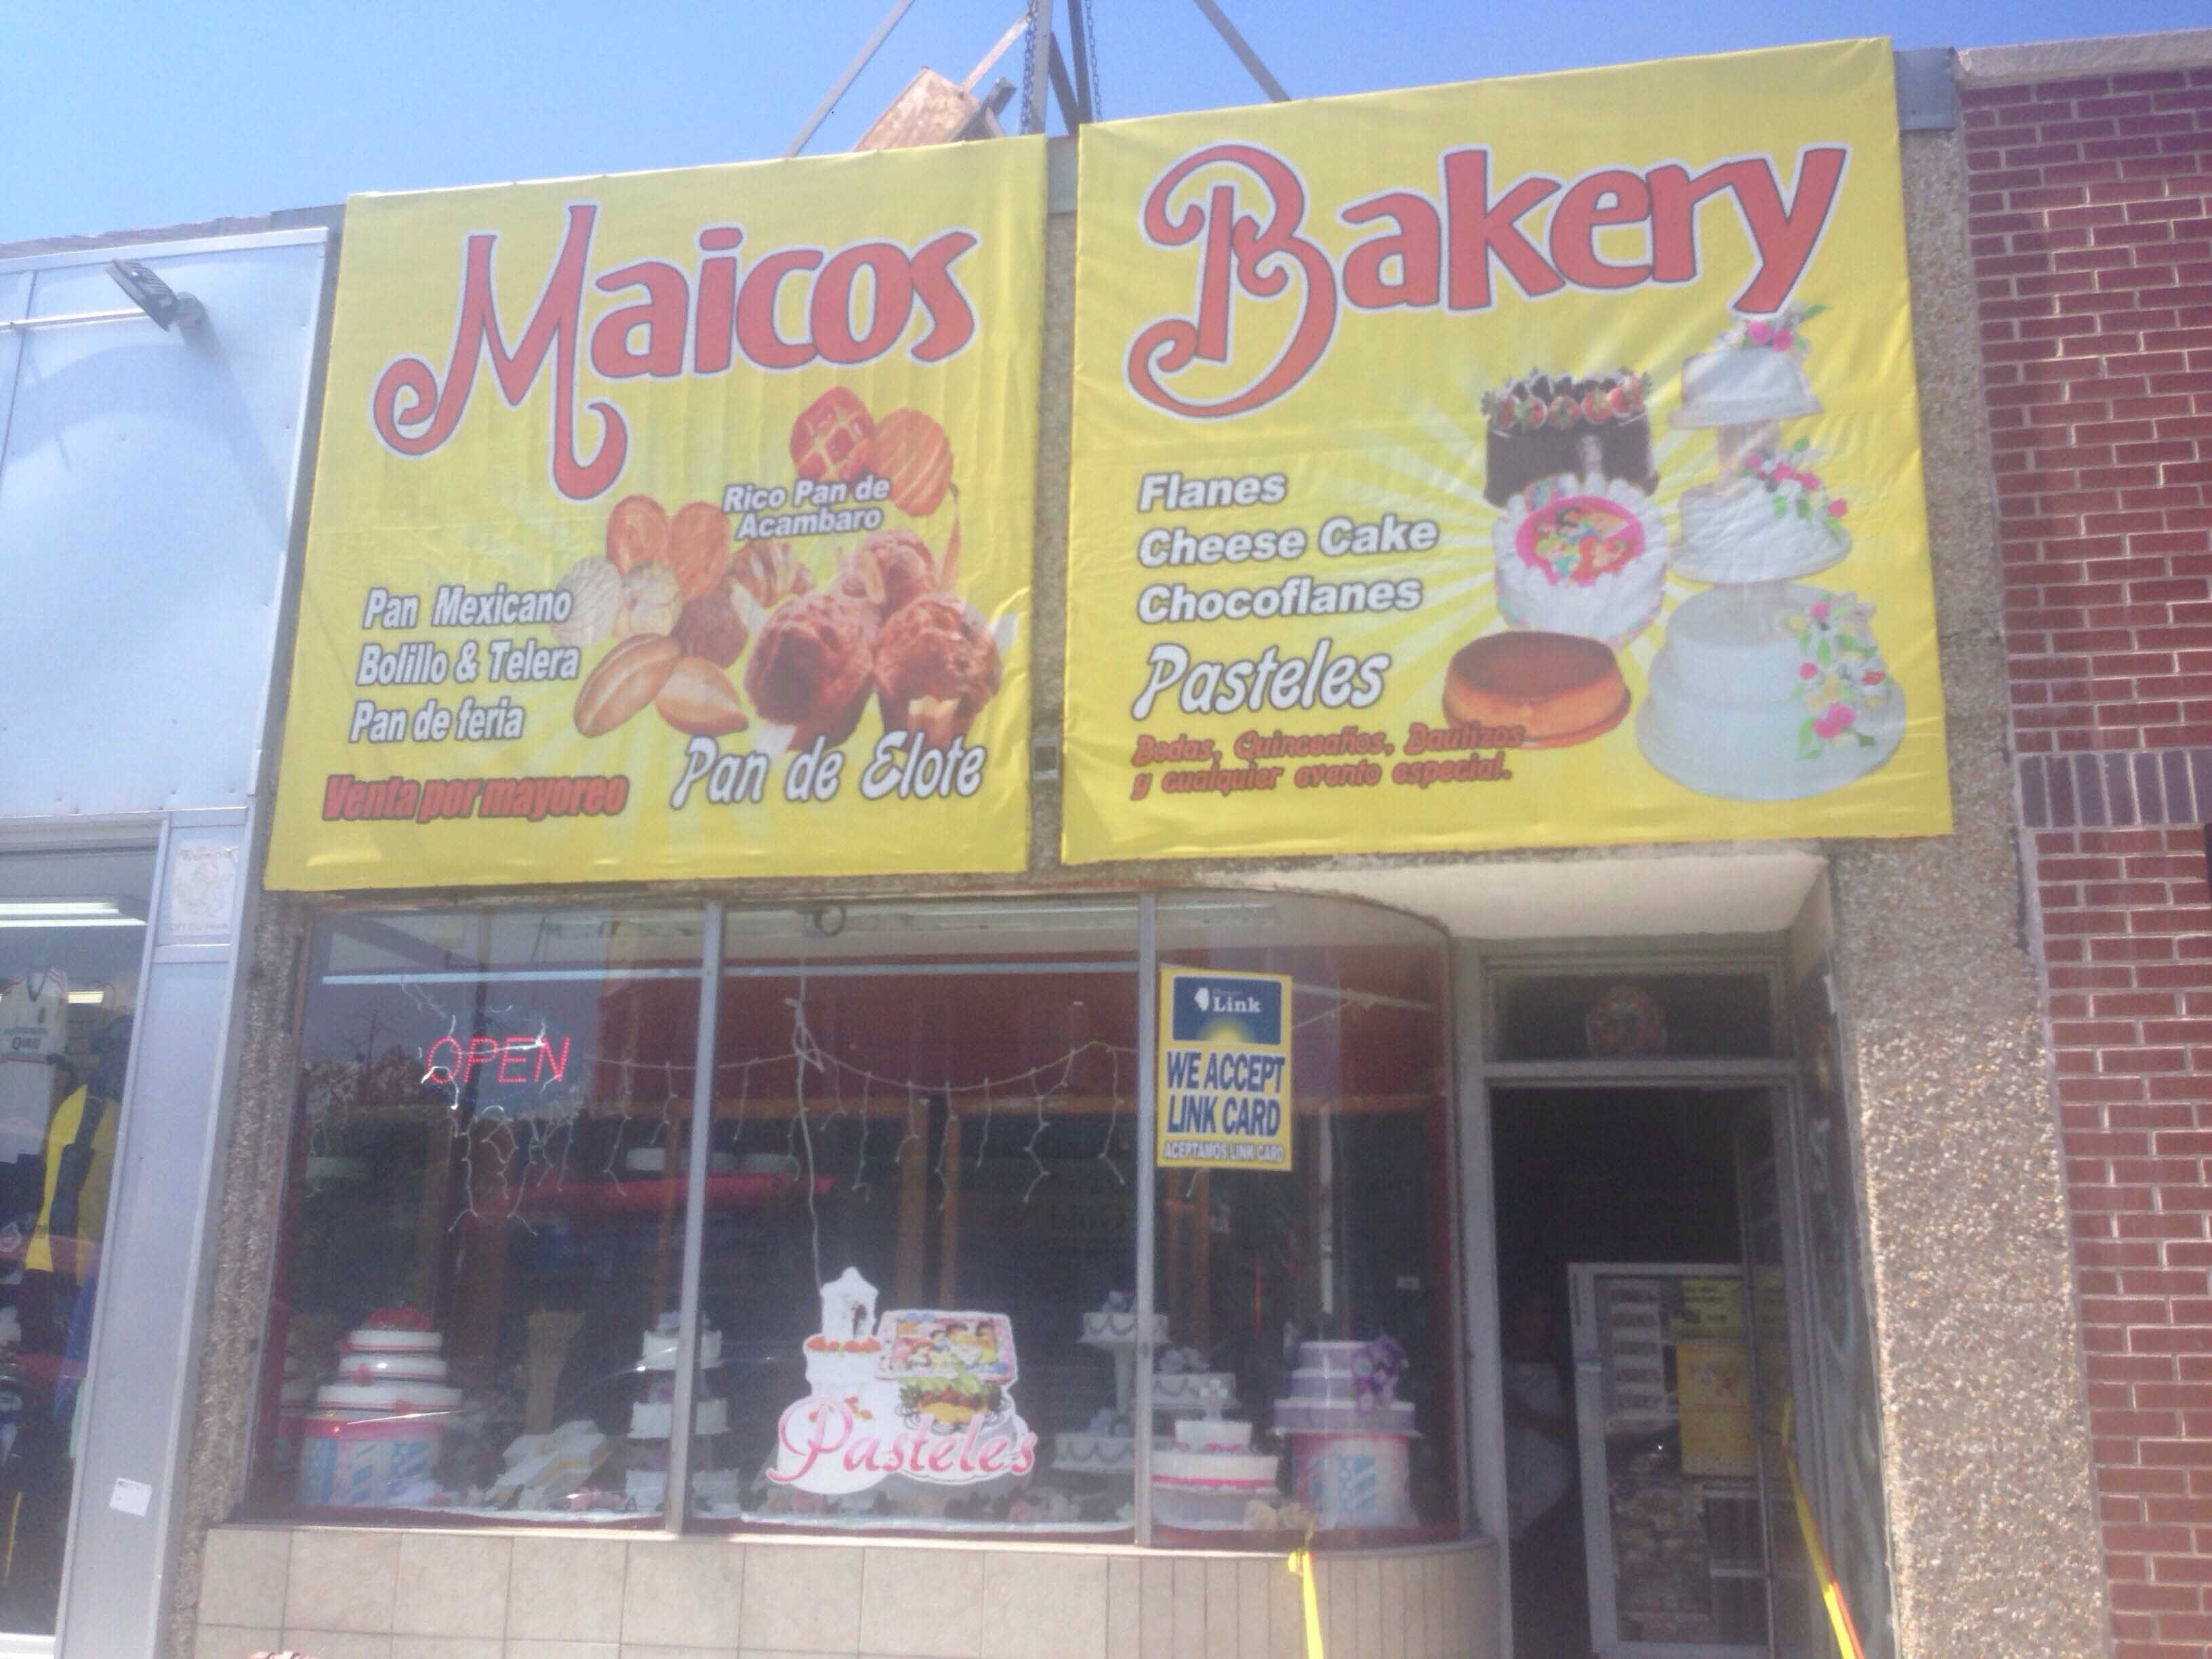 Maicos
Rico Pan de
Acambaro
Pan Mexicano
Bolillo & Telera
Pan de feria
Venta por mayoreo
Pan de Elote
Bakery
Flanes
Cheese Cake
Chocoflanes
Pasteles
Bodas, Quinceaños, Bautizos
y cualquier evento especial.
OPEN
Link
WE ACCEPT
LINK CARD
ACEPTAMOS LINK CARD
Pasteles